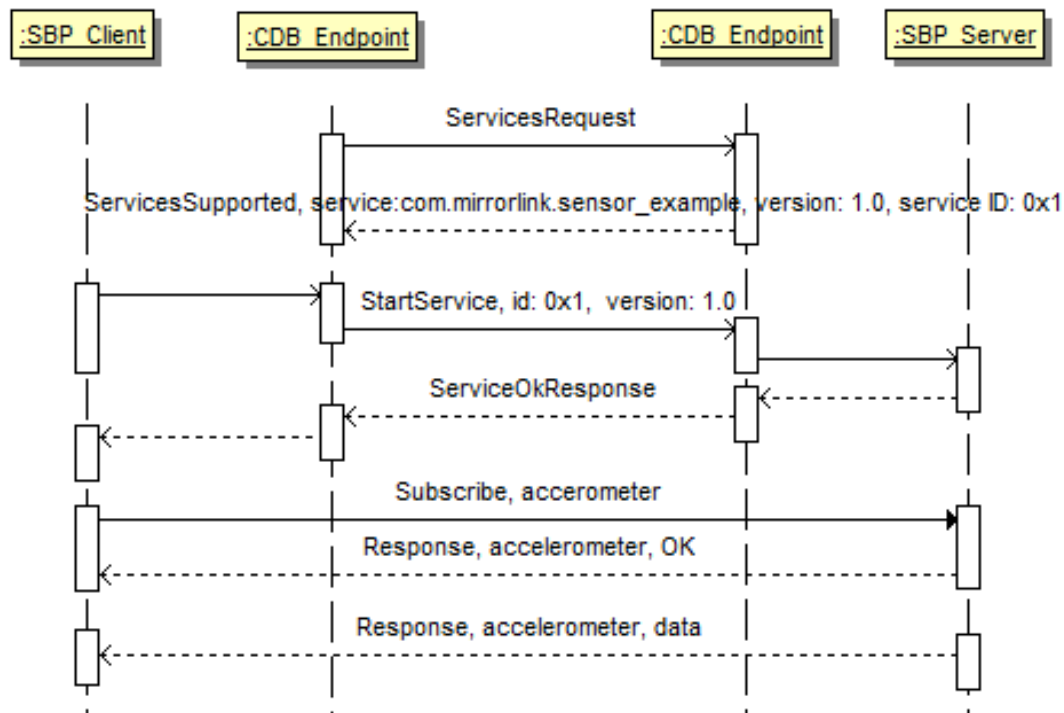 :SBP_Client
:CDB_Endpoint
:CDB_Endpoint
:SBP_Server
ServicesRequest
ServicesSupported, service:com.mirrorlink.sensor_example, version: 1.0, service ID: 0x1
StartService, id: 0x1, version: 1.0
ServiceOkResponse
Subscribe, accerometer
Response, accelerometer, OK
Response, accelerometer, data